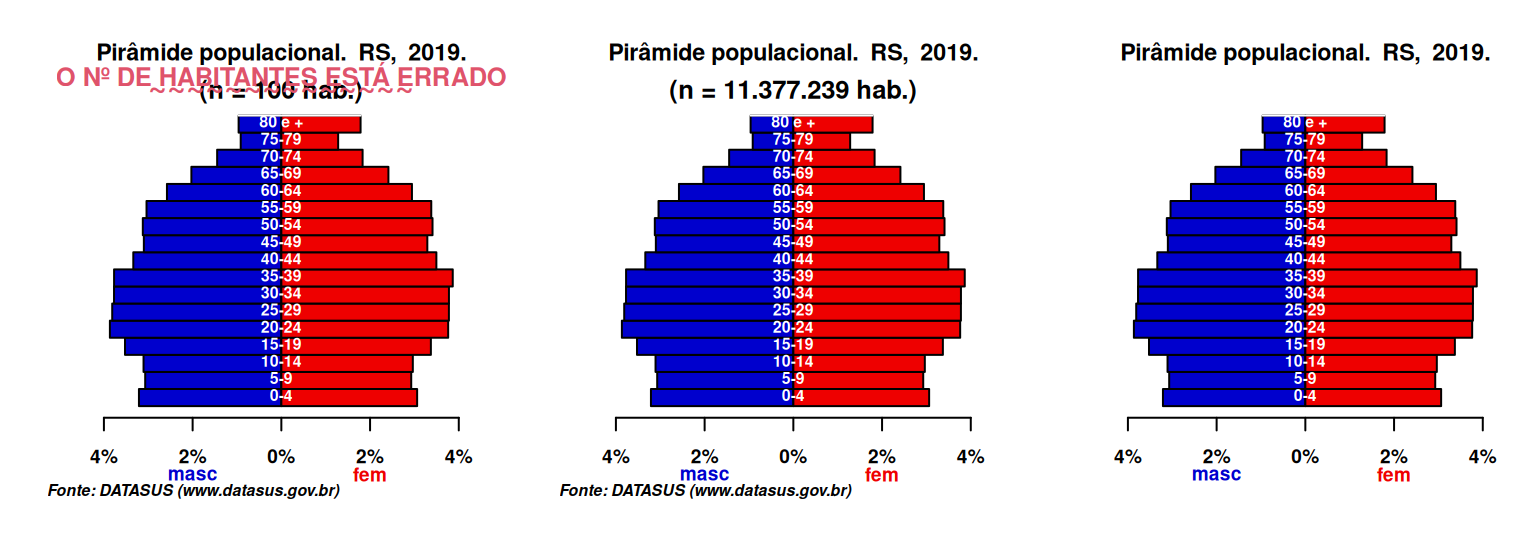 Pirâmide populacional. RS, 2019.
O Nº DE HABITANTES ESTÁ ERRADO
~~~~~~~~~~~~~~
(n = 100 hab.)
80 e +
75-79
70-74
65-69
60-64
55-59
50-54
45-49
40-44
35-39
30-34
25-29
20-24
15-19
10-14
5-9
0-4
4% 2% 0% 2% 4%
masc fem
Fonte: DATASUS (www.datasus.gov.br)
Pirâmide populacional. RS, 2019.
(n = 11.377.239 hab.)
80 e +
75-79
70-74
65-69
60-64
55-59
50-54
45-49
40-44
35-39
30-34
25-29
20-24
15-19
10-14
5-9
0-4
4% 2% 0% 2% 4%
masc fem
Fonte: DATASUS (www.datasus.gov.br)
Pirâmide populacional. RS, 2019.
80 e +
75-79
70-74
65-69
60-64
55-59
50-54
45-49
40-44
35-39
30-34
25-29
20-24
15-19
10-14
5-9
0-4
4% 2% 0% 2% 4%
masc fem